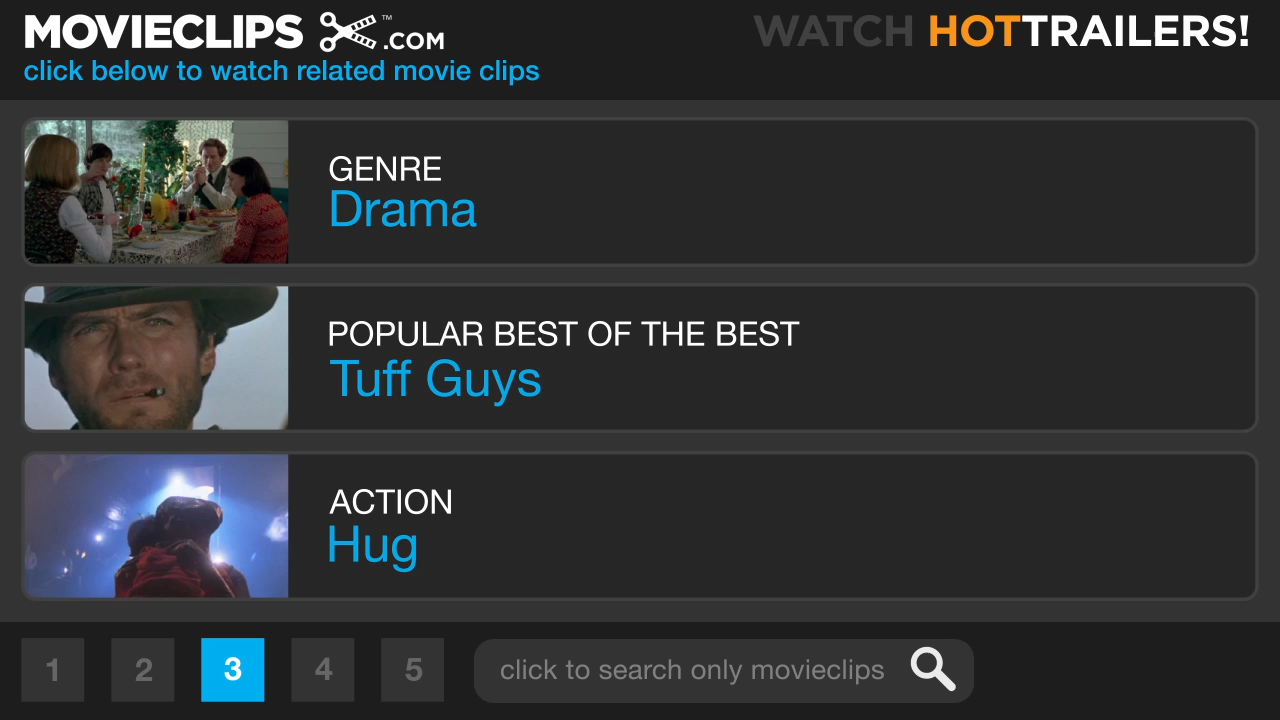 MOVIECLIPS ™ .COM
WATCH HOTTRAILERS!
click below to watch related movie clips
GENRE
Drama
POPULAR BEST OF THE BEST
Tuff Guys
ACTION
Hug
1 2 3 4 5 click to search only movieclips